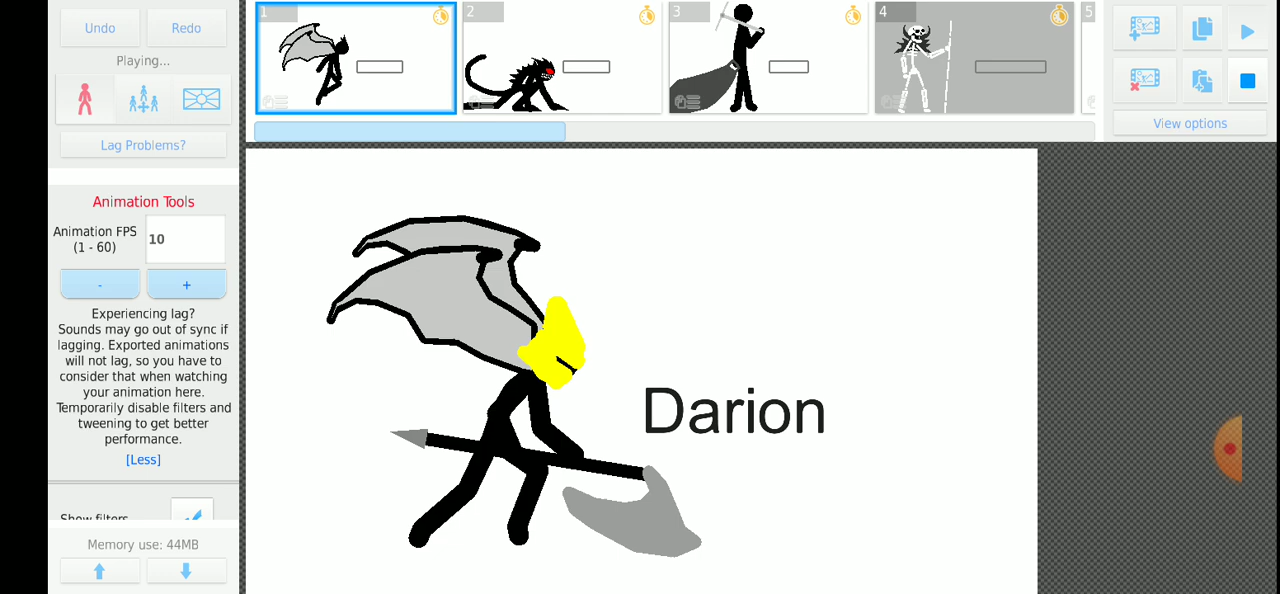 Undo
Redo
Playing...
Lag Problems?
Animation Tools
Animation FPS
(1 - 60)
10
-
+
Experiencing lag?
Sounds may go out of sync if
lagging. Exported animations
will not lag, so you have to
consider that when watching
your animation here.
Temporarily disable filters and
tweening to get better
performance.
[Less]
Show filters
Memory use: 44MB
1
2
3
4
5
View options
Darion